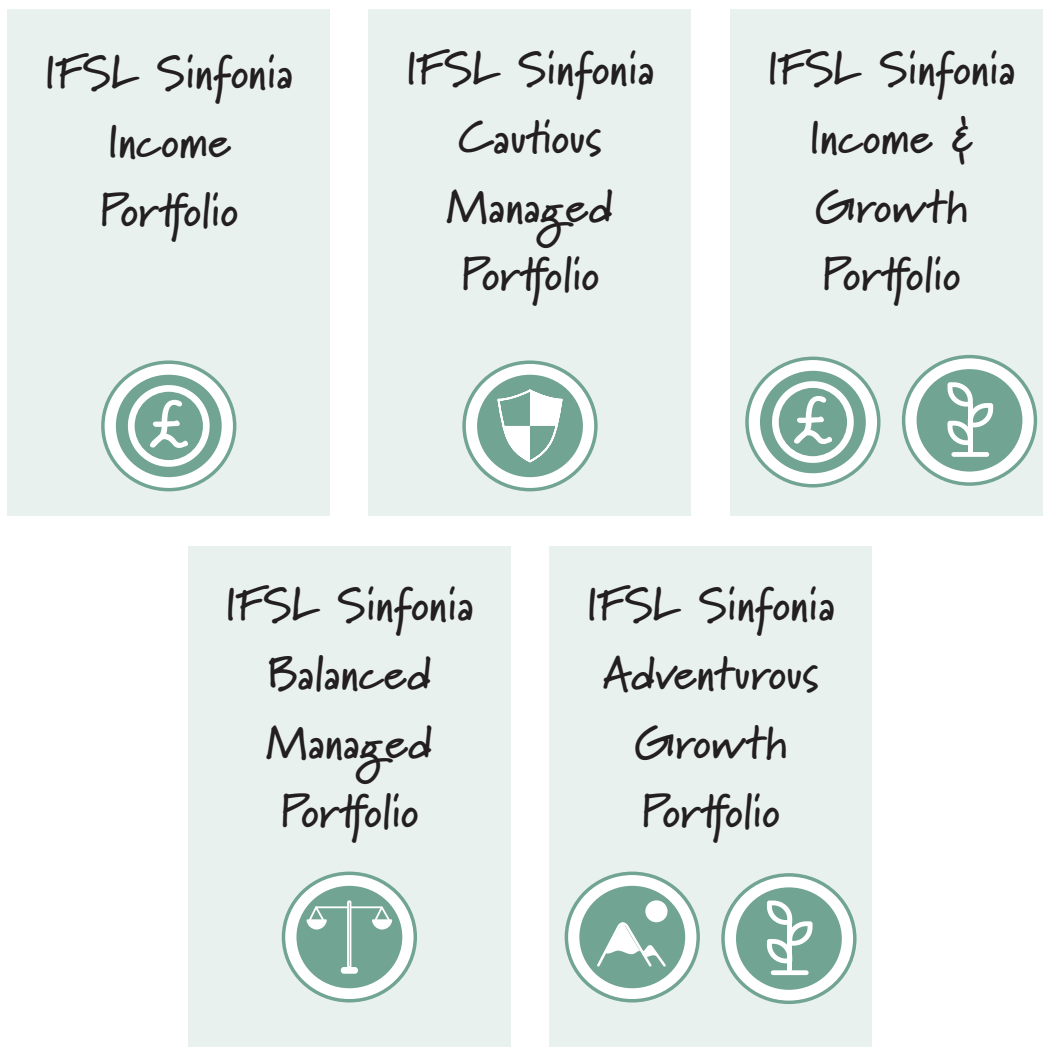 IFSL Sinfonia
Income
Portfolio
£
IFSL Sinfonia
Cautious
Managed
Portfolio
IFSL Sinfonia
Income &
Growth
Portfolio
£
IFSL Sinfonia
Balanced
Managed
Portfolio
IFSL Sinfonia
Adventurous
Growth
Portfolio